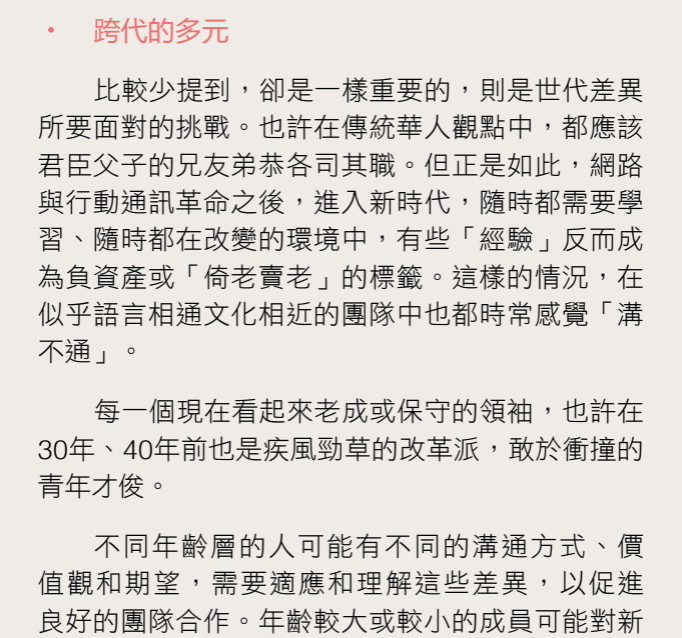 • 跨代的多元
比較少提到，卻是一樣重要的，則是世代差異
所要面對的挑戰。也許在傳統華人觀點中，都應該
君臣父子的兄友弟恭各司其職。但正是如此，網路
與行動通訊革命之後，進入新時代，隨時都需要學
習、隨時都在改變的環境中，有些「經驗」反而成
為負資產或「倚老賣老」的標籤。這樣的情況，在
似乎語言相通文化相近的團隊中也都時常感覺「溝
不通」。
每一個現在看起來老成或保守的領袖，也許在
30年、40年前也是疾風勁草的改革派，敢於衝撞的
青年才俊。
不同年齡層的人可能有不同的溝通方式、價
值觀和期望，需要適應和理解這些差異，以促進
良好的團隊合作。年齡較大或較小的成員可能對新